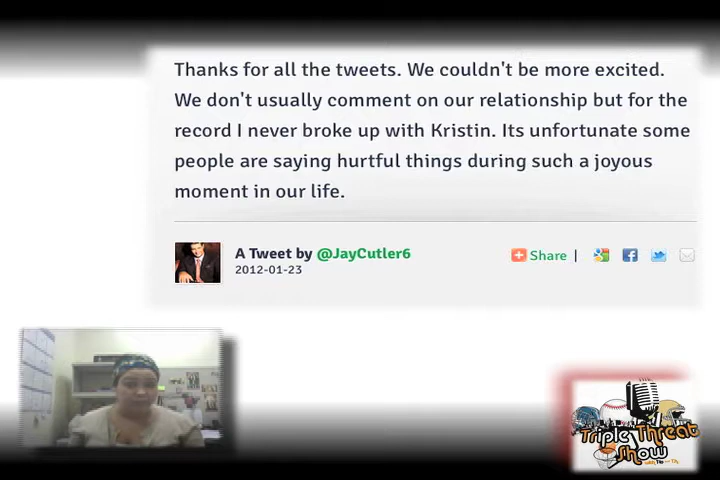 Thanks for all the tweets. We couldn't be more excited.
We don't usually comment on our relationship but for the
record I never broke up with Kristin. Its unfortunate some
people are saying hurtful things during such a joyous
moment in our life.
A Tweet by @JayCutler6
2012-01-23
Share |
Triple Threat
Show